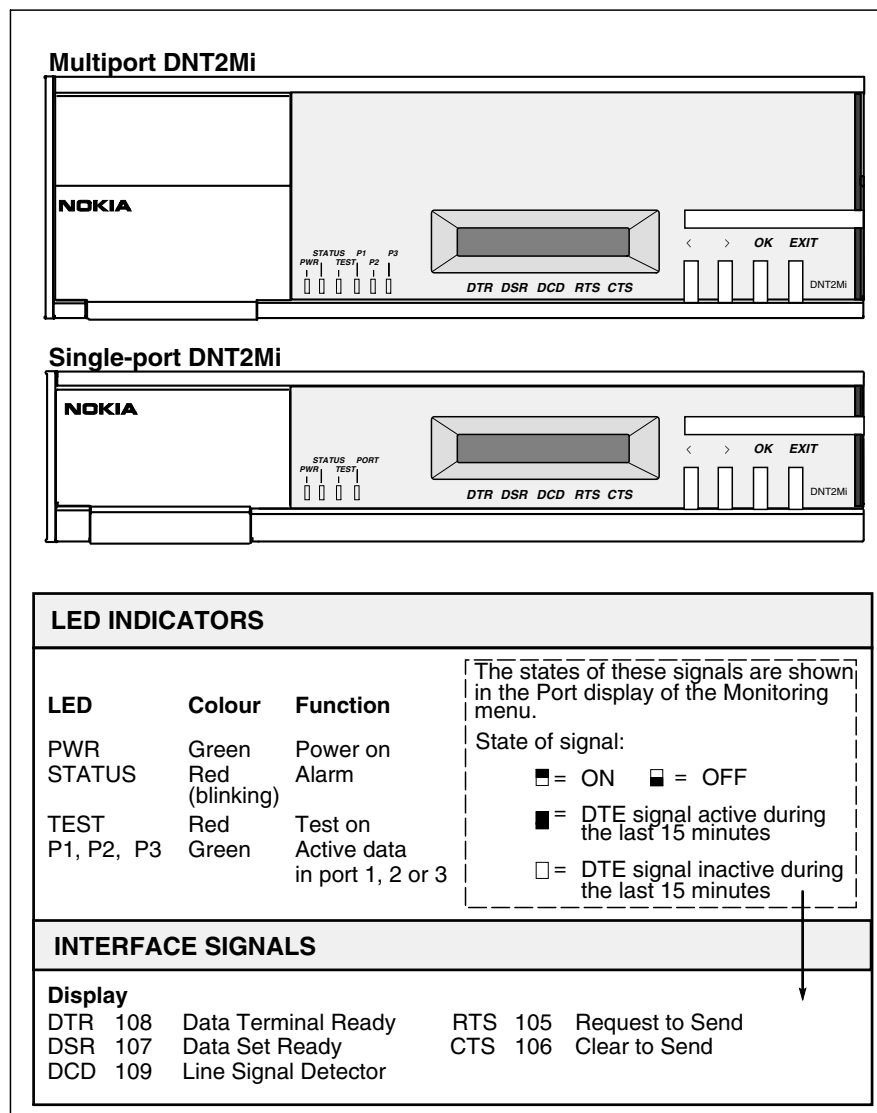 Multiport DNT2Mi
NOKIA
STATUS P1 P3
PWR TEST P2
DTR DSR DCD RTS CTS
< > OK EXIT
DNT2Mi
Single-port DNT2Mi
NOKIA
STATUS PORT
PWR TEST
DTR DSR DCD RTS CTS
< > OK EXIT
DNT2Mi
LED INDICATORS
LED Colour Function
PWR Green Power on
STATUS Red Alarm
(blinking)
TEST Red Test on
P1, P2, P3 Green Active data
in port 1, 2 or 3
The states of these signals are shown
in the Port display of the Monitoring
menu.
State of signal:
= ON = OFF
= DTE signal active during
the last 15 minutes
= DTE signal inactive during
the last 15 minutes
INTERFACE SIGNALS
Display
DTR 108 Data Terminal Ready RTS 105 Request to Send
DSR 107 Data Set Ready CTS 106 Clear to Send
DCD 109 Line Signal Detector